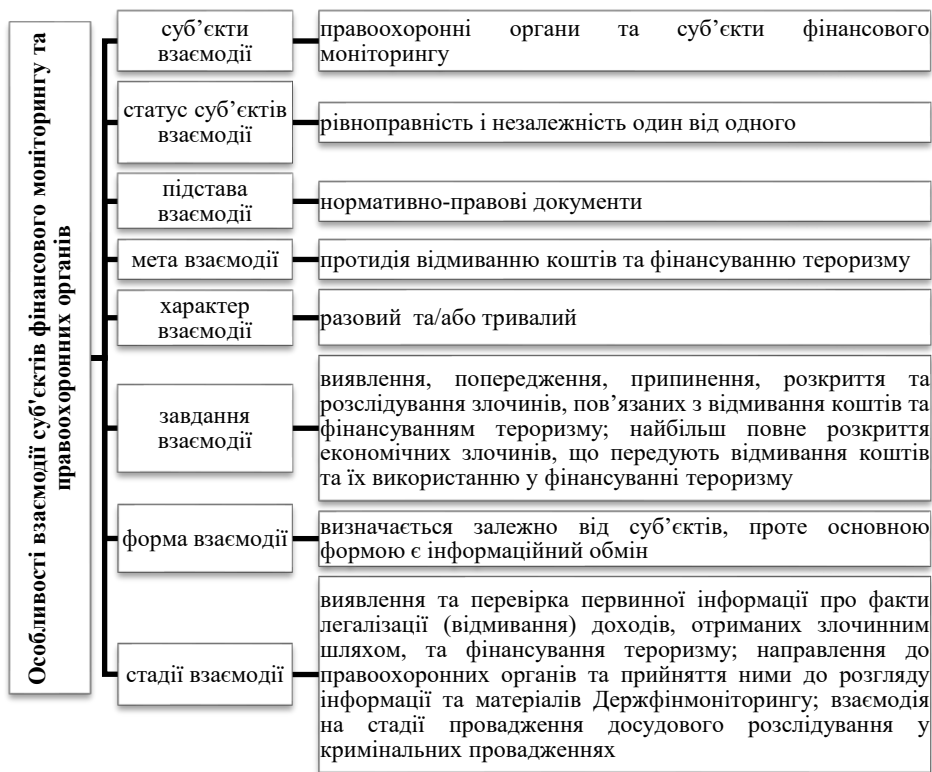 Особливості взаємодії суб'єктів фінансового моніторингу та
правоохоронних органів
суб’єкти
взаємодії
правоохоронні органи та суб’єкти фінансового
моніторингу
статус суб’єктів
взаємодії
рівноправність і незалежність один від одного
підстава
взаємодії
нормативно-правові документи
мета взаємодії
протидія відмиванню коштів та фінансуванню тероризму
характер
взаємодії
разовий та/або тривалий
завдання
взаємодії
виявлення, попередження, припинення, розкриття та
розслідування злочинів, пов’язаних з відмивання коштів та
фінансуванням тероризму; найбільш повне розкриття
економічних злочинів, що передують відмивання коштів
та їх використанню у фінансуванні тероризму
форма взаємодії
визначається залежно від суб’єктів, проте основною
формою є інформаційний обмін
стадії взаємодії
виявлення та перевірка первинної інформації про факти
легалізації (відмивання) доходів, отриманих злочинним
шляхом, та фінансування тероризму; направлення до
правоохоронних органів та прийняття ними до розгляду
інформації та матеріалів Держфінмоніторингу; взаємодія
на стадії провадження досудового розслідування у
кримінальних провадженнях